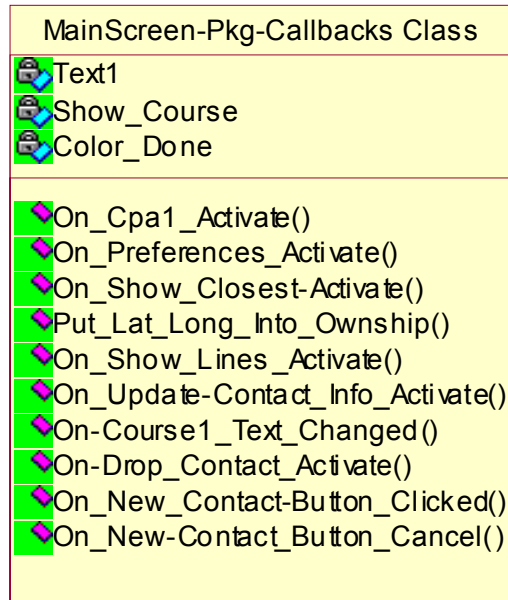 MainScreen-Pkg-Callbacks Class
Text1
Show_Course
Color_Done
On_Cpa1_Activate()
On_Preferences_Activate()
On_Show_Closest-Activate()
Put_Lat_Long_Into_Ownship()
On_Show_Lines_Activate()
On_Update-Contact_Info_Activate()
On-Course1_Text_Changed()
On-Drop_Contact_Activate()
On_New_Contact-Button_Clicked()
On_New-Contact_Button_Cancel()